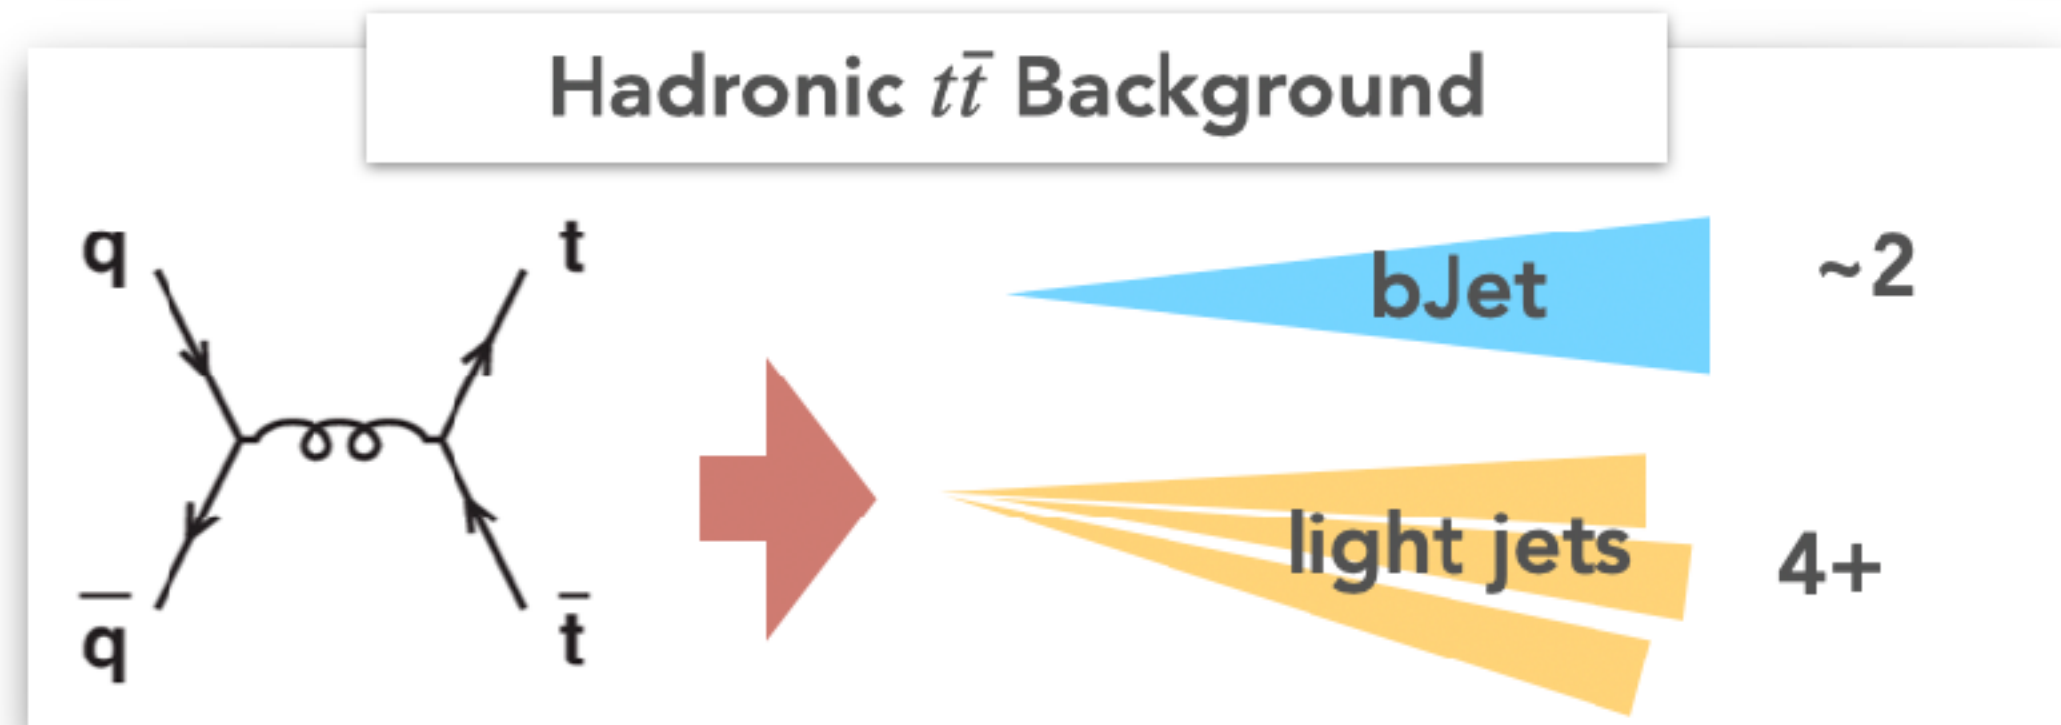 Hadronic tt̄ Background
q
t
bJet
~2
light jets
4+
q̄
t̄